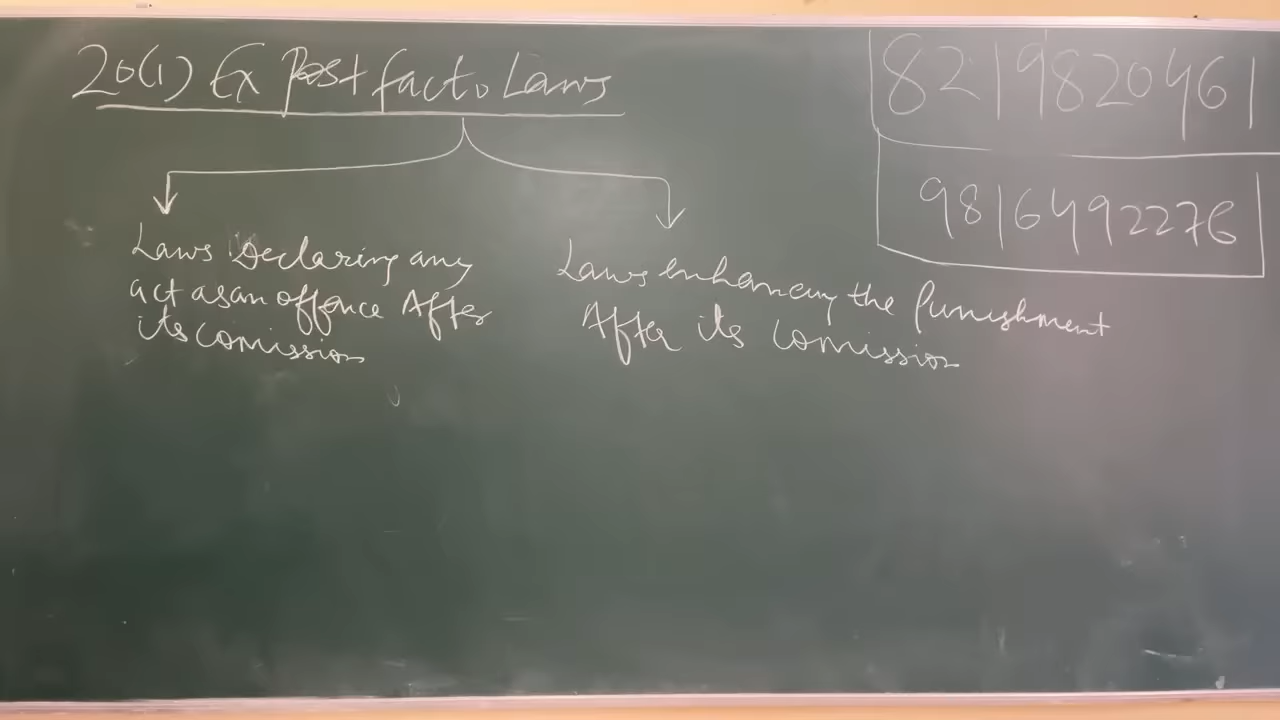 20(1) Ex Post facto Laws
8219820461
9816492276
Laws Declaring any
act as an offence After
its comission
Laws enhancing the Punishment
After its comission